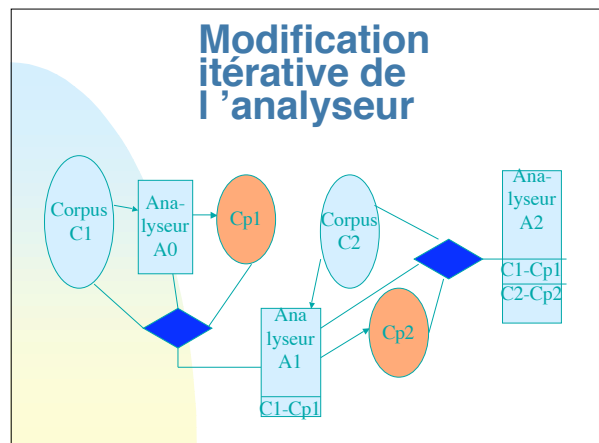 Modification
itérative de
l ’analyseur
Corpus
C1
Ana-
lyseur
A0
Cp1
Corpus
C2
Ana-
lyseur
A2
C1-Cp1
C2-Cp2
Ana
lyseur
A1
C1-Cp1
Cp2